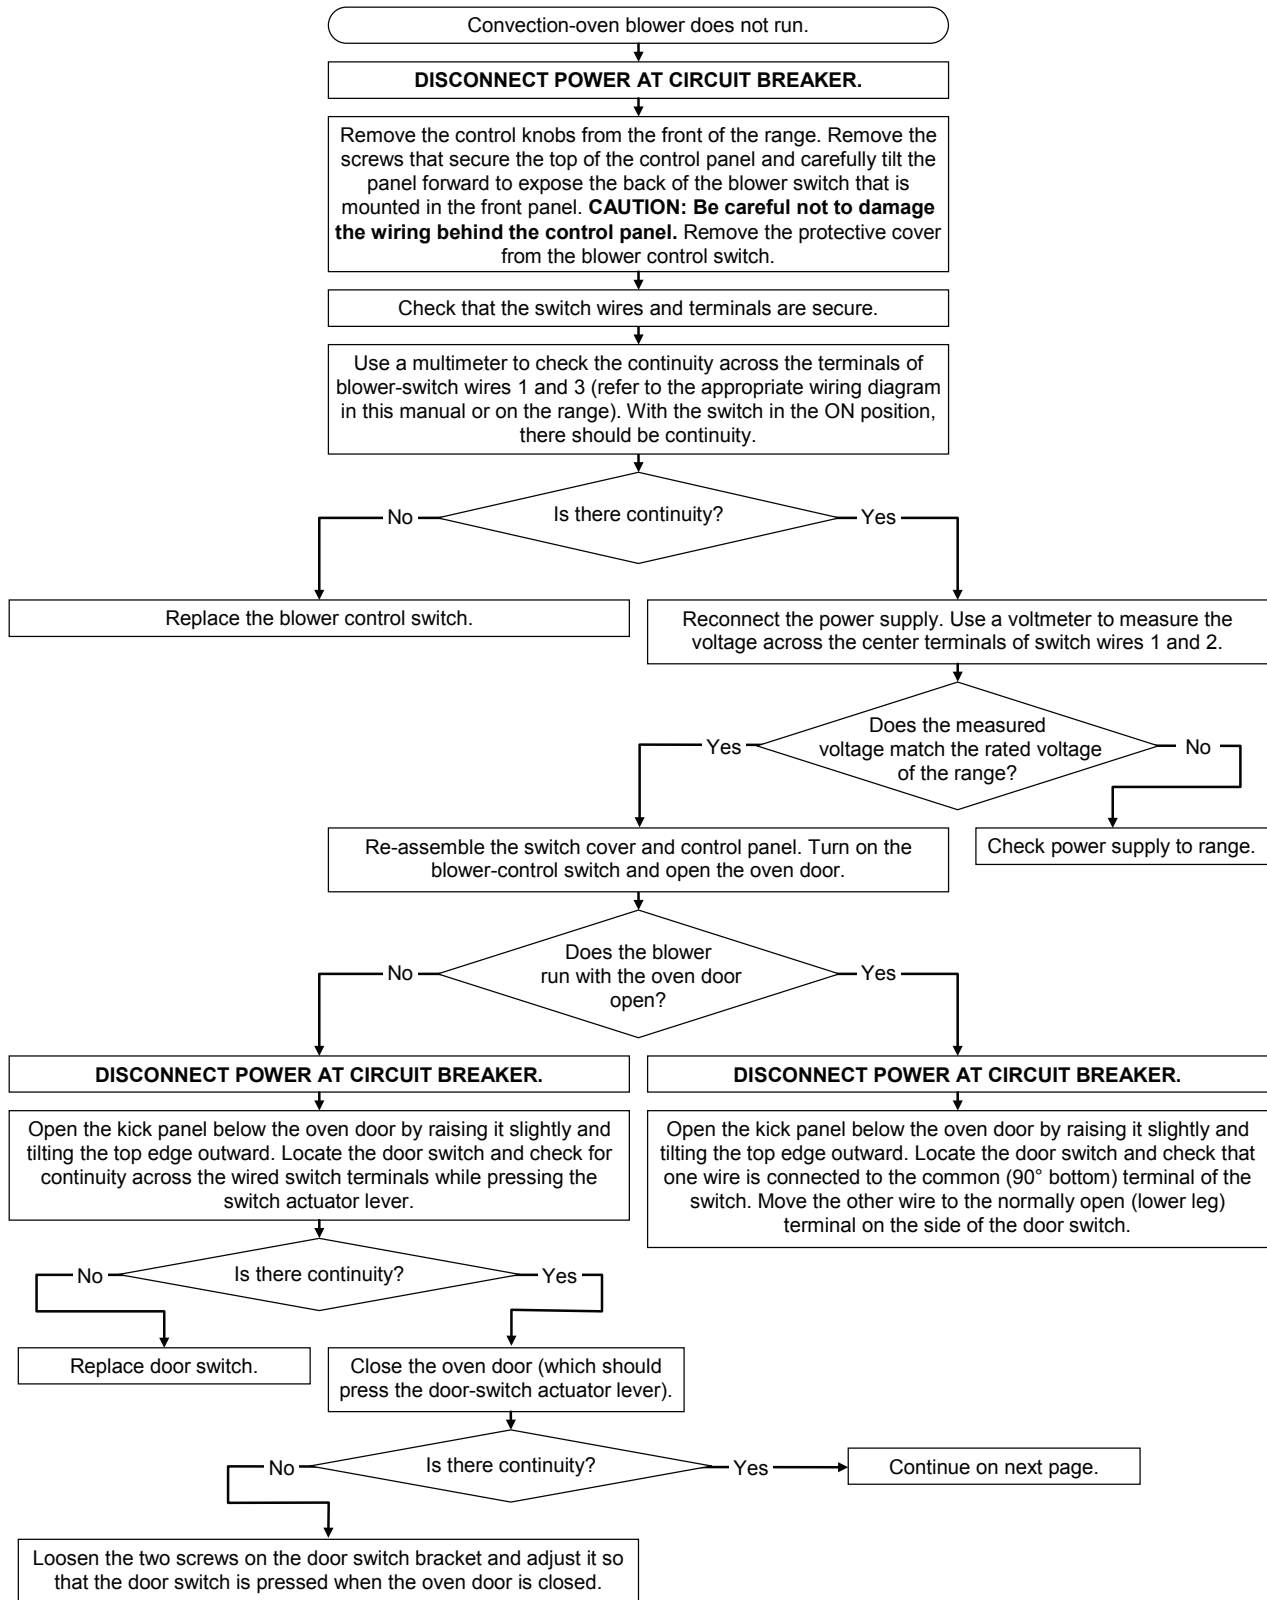 Convection-oven blower does not run.
DISCONNECT POWER AT CIRCUIT BREAKER.
Remove the control knobs from the front of the range. Remove the
screws that secure the top of the control panel and carefully tilt the
panel forward to expose the back of the blower switch that is
mounted in the front panel. CAUTION: Be careful not to damage
the wiring behind the control panel. Remove the protective cover
from the blower control switch.
Check that the switch wires and terminals are secure.
Use a multimeter to check the continuity across the terminals of
blower-switch wires 1 and 3 (refer to the appropriate wiring diagram
in this manual or on the range). With the switch in the ON position,
there should be continuity.
Is there continuity?
No
Yes
Replace the blower control switch.
Reconnect the power supply. Use a voltmeter to measure the
voltage across the center terminals of switch wires 1 and 2.
Does the measured
voltage match the rated voltage
of the range?
Yes
No
Re-assemble the switch cover and control panel. Turn on the
blower-control switch and open the oven door.
Check power supply to range.
Does the blower
run with the oven door
open?
No
Yes
DISCONNECT POWER AT CIRCUIT BREAKER.
Open the kick panel below the oven door by raising it slightly and
tilting the top edge outward. Locate the door switch and check for
continuity across the wired switch terminals while pressing the
switch actuator lever.
DISCONNECT POWER AT CIRCUIT BREAKER.
Open the kick panel below the oven door by raising it slightly and
tilting the top edge outward. Locate the door switch and check that
one wire is connected to the common (90° bottom) terminal of the
switch. Move the other wire to the normally open (lower leg)
terminal on the side of the door switch.
Is there continuity?
No
Yes
Replace door switch.
Close the oven door (which should
press the door-switch actuator lever).
Is there continuity?
No
Yes
Continue on next page.
Loosen the two screws on the door switch bracket and adjust it so
that the door switch is pressed when the oven door is closed.